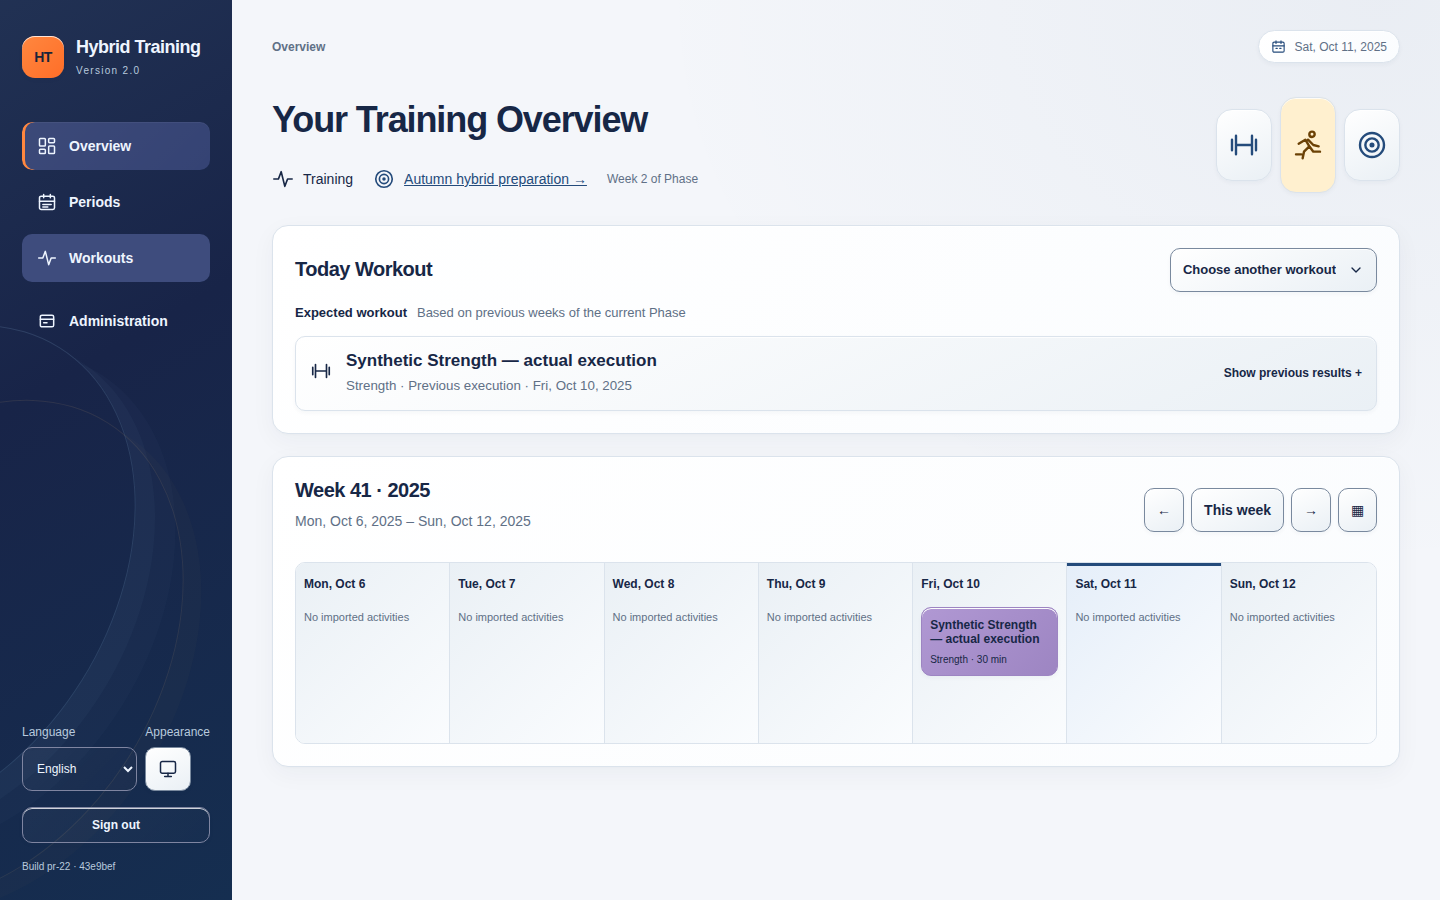 HT
Hybrid Training
Version 2.0
Overview
Periods
Workouts
Administration
Language
Appearance
English
Sign out
Build pr-22 · 43e9bef
Overview
Sat, Oct 11, 2025
Your Training Overview
Training
Autumn hybrid preparation →
Week 2 of Phase
Today Workout
Choose another workout
Expected workout Based on previous weeks of the current Phase
Synthetic Strength — actual execution
Strength · Previous execution · Fri, Oct 10, 2025
Show previous results +
Week 41 · 2025
Mon, Oct 6, 2025 – Sun, Oct 12, 2025
←
This week
→
Mon, Oct 6
No imported activities
Tue, Oct 7
No imported activities
Wed, Oct 8
No imported activities
Thu, Oct 9
No imported activities
Fri, Oct 10
Synthetic Strength
— actual execution
Strength · 30 min
Sat, Oct 11
No imported activities
Sun, Oct 12
No imported activities